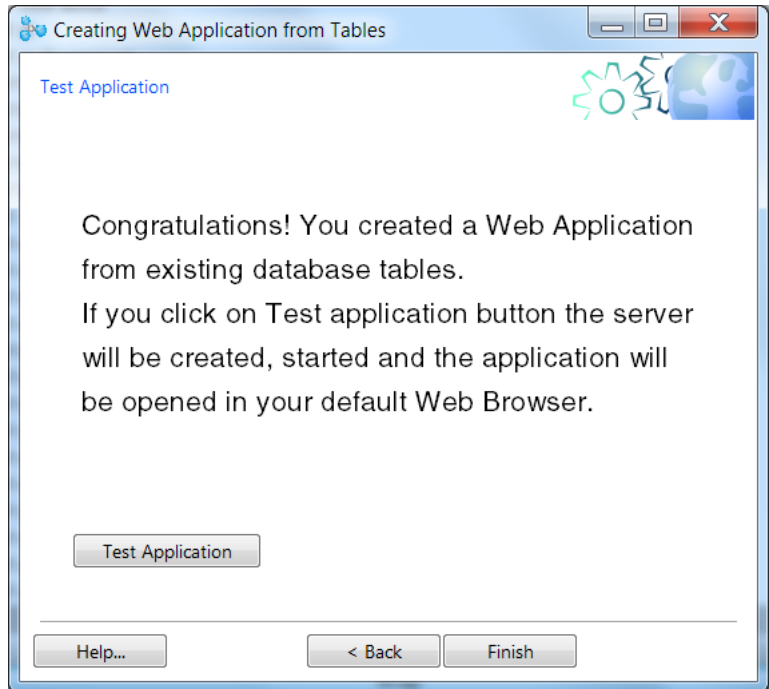 Creating Web Application from Tables
Test Application
Congratulations! You created a Web Application
from existing database tables.
If you click on Test application button the server
will be created, started and the application will
be opened in your default Web Browser.
Test Application
Help...
< Back
Finish